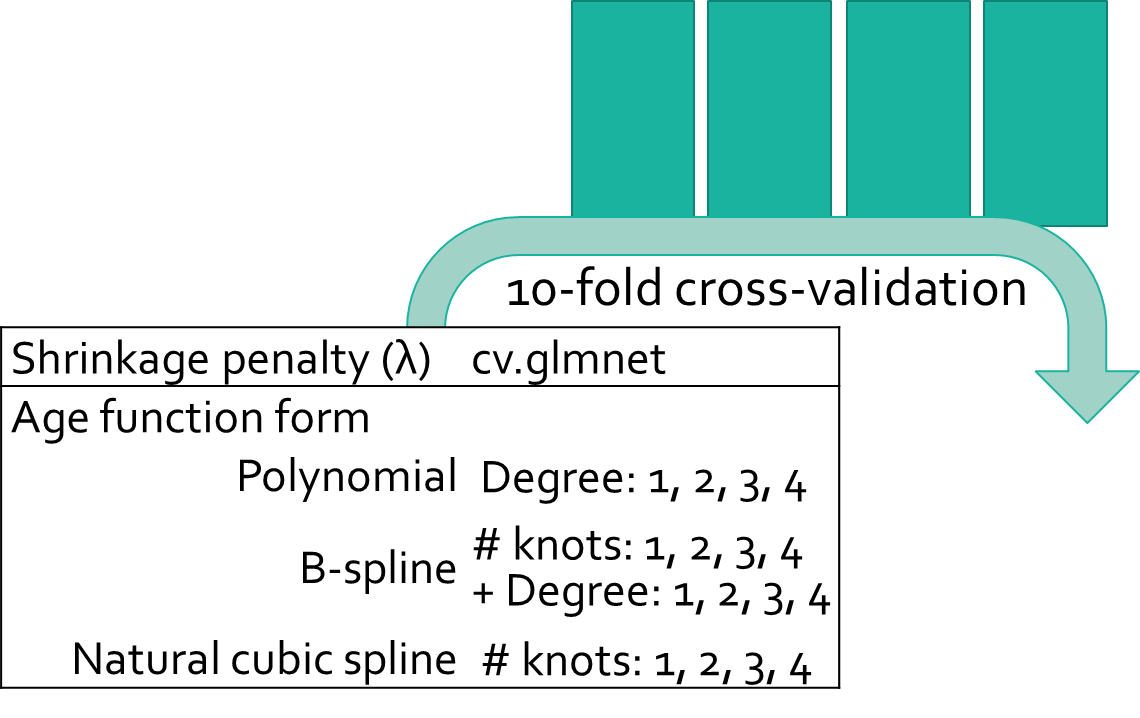 10-fold cross-validation
Shrinkage penalty (λ) cv.glmnet
Age function form
Polynomial Degree: 1, 2, 3, 4
B-spline # knots: 1, 2, 3, 4
+ Degree: 1, 2, 3, 4
Natural cubic spline # knots: 1, 2, 3, 4